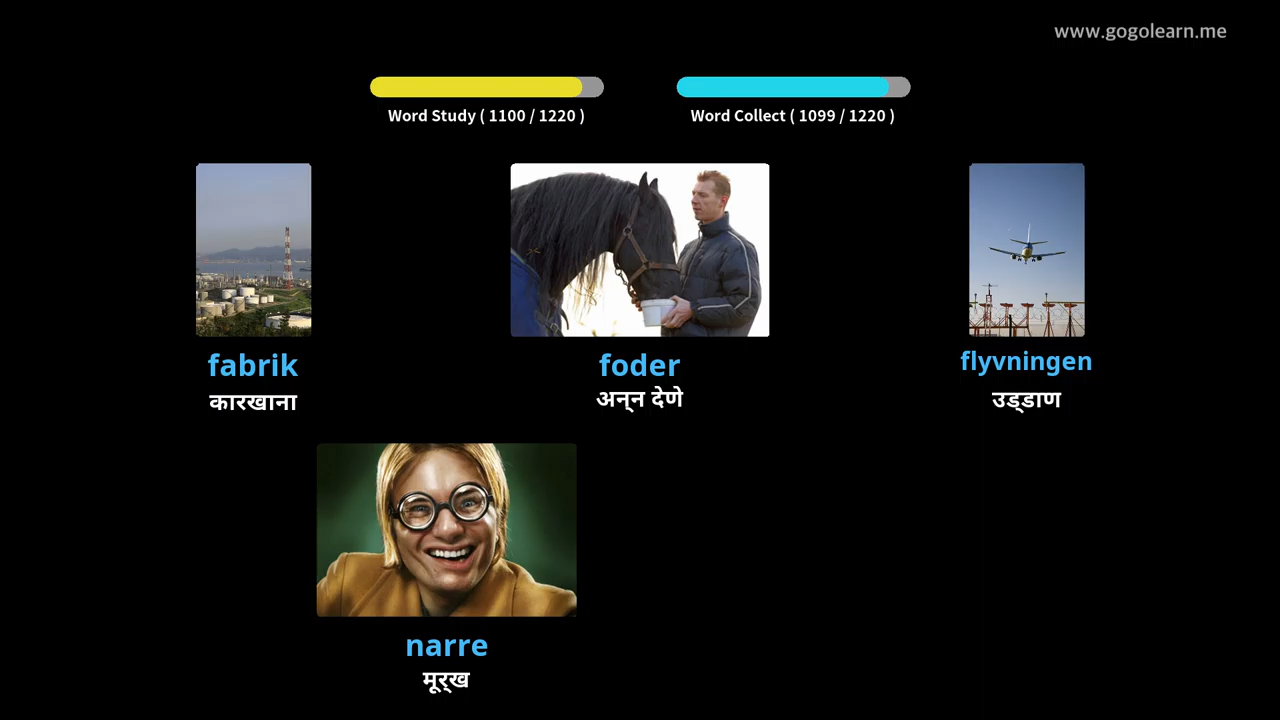 www.gogolearn.me
Word Study ( 1100 / 1220 )
Word Collect ( 1099 / 1220 )
fabrik
foder
flyvningen
कारखाना
अन्‌न देणे
उड्‌डाण
narre
मूर्‌ख